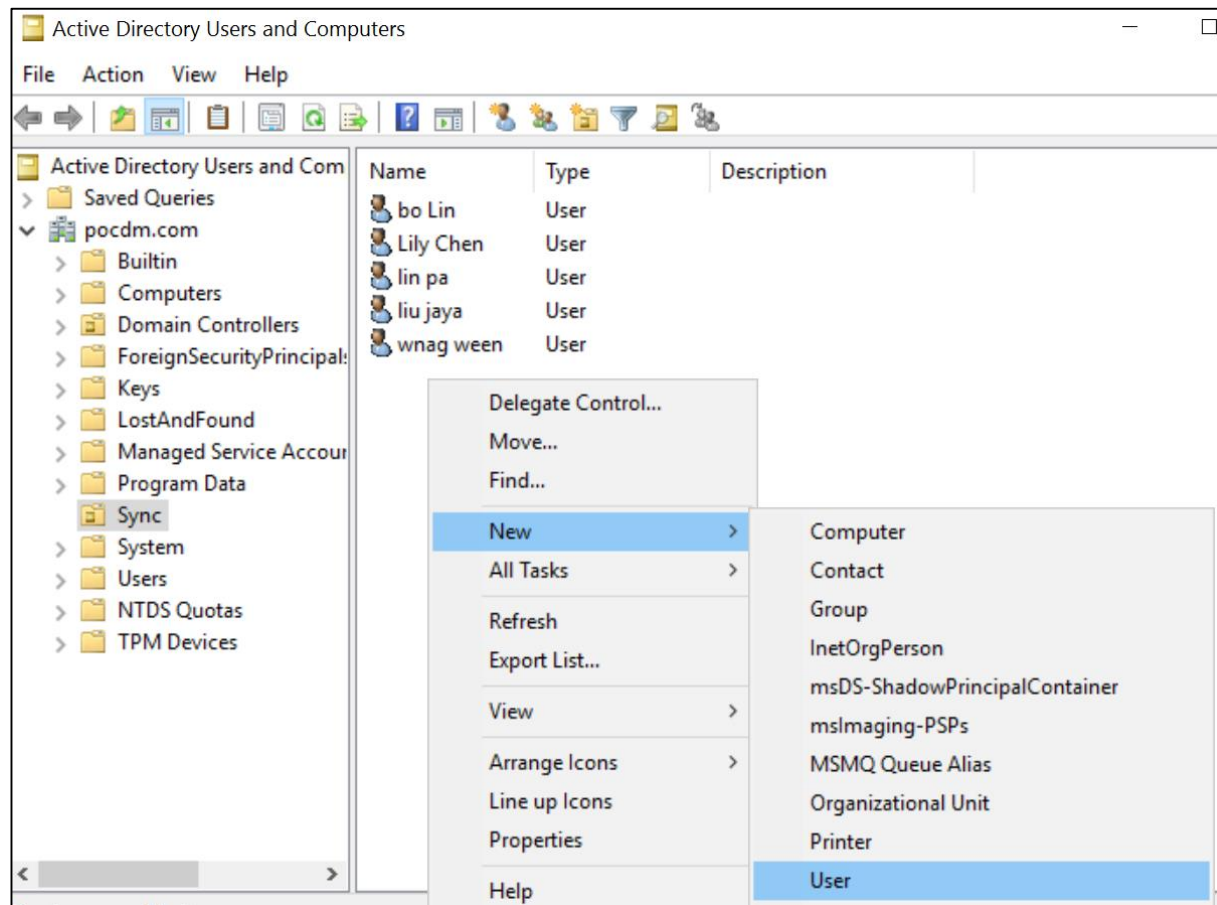 Active Directory Users and Computers
File Action View Help
Active Directory Users and Com
Saved Queries
pocdm.com
Builtin
Computers
Domain Controllers
ForeignSecurityPrincipals
Keys
LostAndFound
Managed Service Accour
Program Data
Sync
System
Users
NTDS Quotas
TPM Devices
Name Type Description
bo Lin User
Lily Chen User
lin pa User
liu jaya User
wnag ween User
Delegate Control...
Move...
Find...
New
All Tasks
Refresh
Export List...
View
Arrange Icons
Line up Icons
Properties
Help
Computer
Contact
Group
InetOrgPerson
msDS-ShadowPrincipalContainer
msImaging-PSPs
MSMQ Queue Alias
Organizational Unit
Printer
User